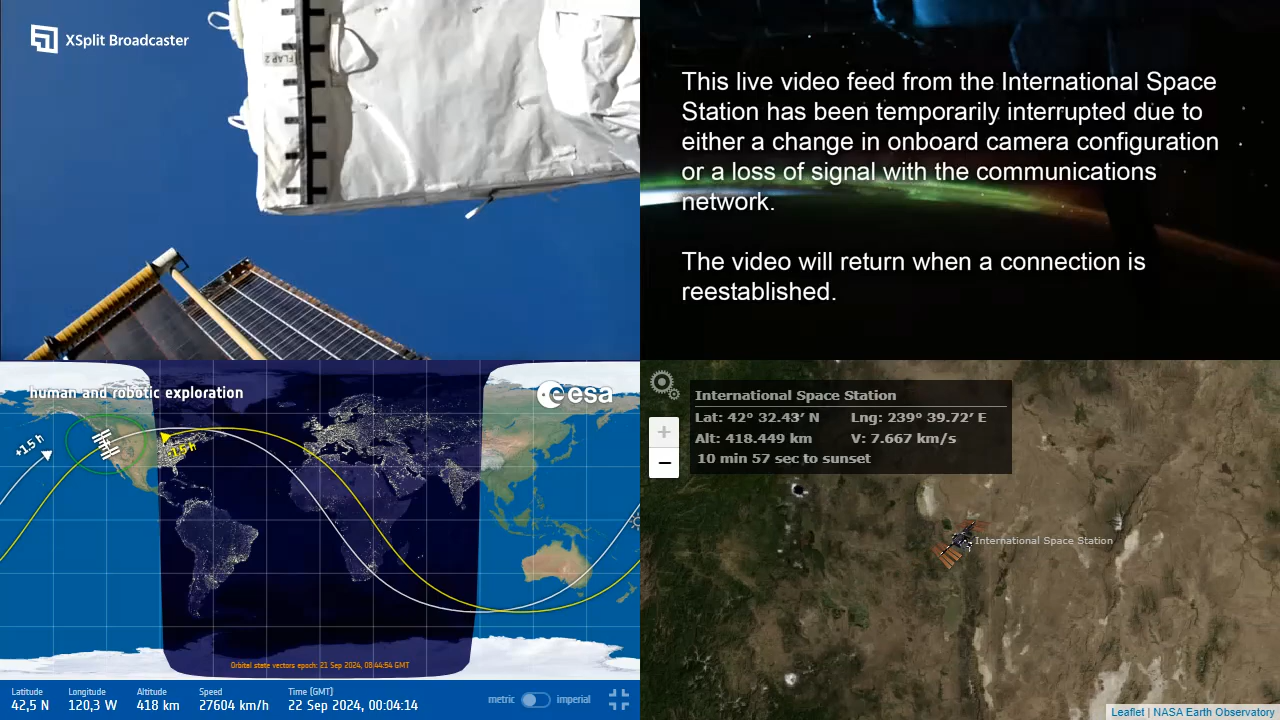 XSplit Broadcaster
FLAP 2
This live video feed from the International Space
Station has been temporarily interrupted due to
either a change in onboard camera configuration
or a loss of signal with the communications
network.
The video will return when a connection is
reestablished.
human and robotic exploration
esa
+1.5 h
-1.5 h
Orbital state vectors epoch: 21 Sep 2024, 08:44:54 GMT
Latitude
42,5 N
Longitude
120,3 W
Altitude
418 km
Speed
27604 km/h
Time (GMT)
22 Sep 2024, 00:04:14
metric
imperial
International Space Station
Lat: 42° 32.43′ N Lng: 239° 39.72′ E
Alt: 418.449 km V: 7.667 km/s
10 min 57 sec to sunset
+
−
International Space Station
Leaflet | NASA Earth Observatory